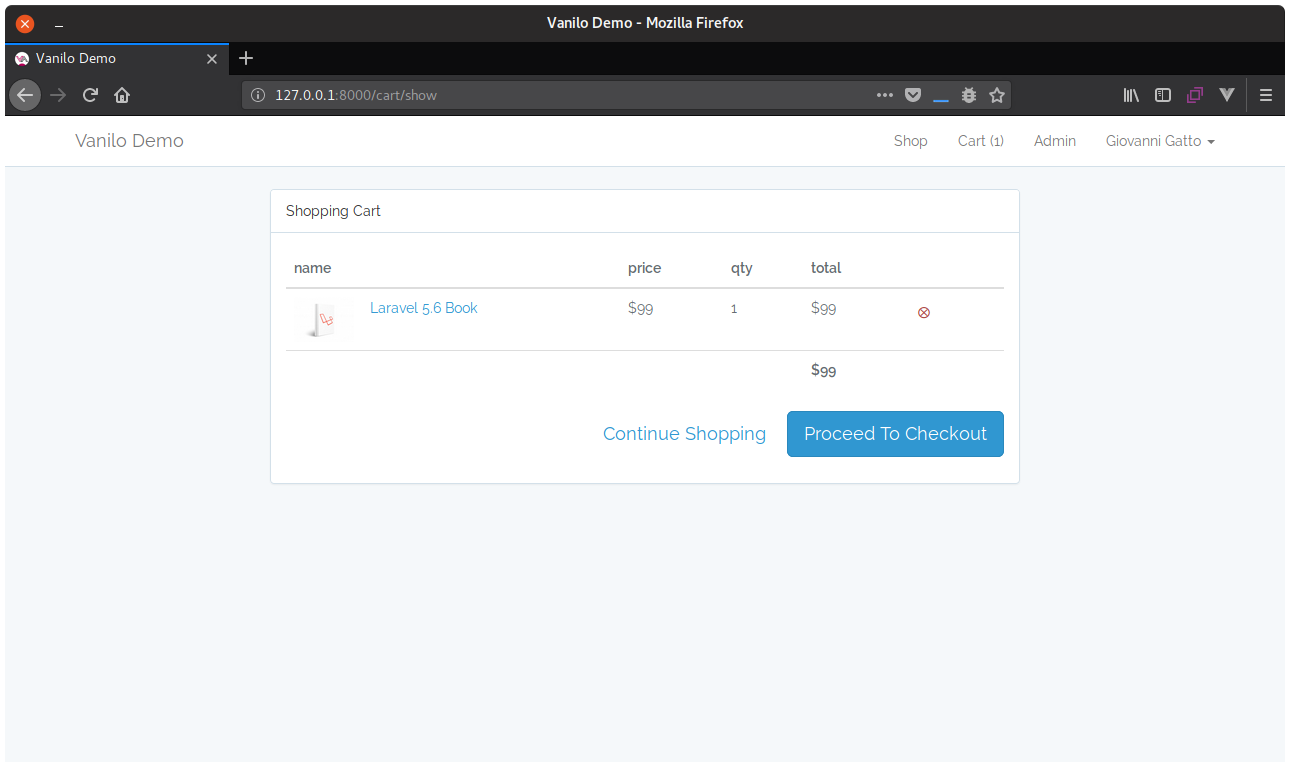 Vanilo Demo - Mozilla Firefox
Vanilo Demo
127.0.0.1:8000/cart/show
Vanilo Demo Shop Cart (1) Admin Giovanni Gatto
Shopping Cart
name price qty total
Laravel 5.6 Book $99 1 $99
$99
Continue Shopping Proceed To Checkout